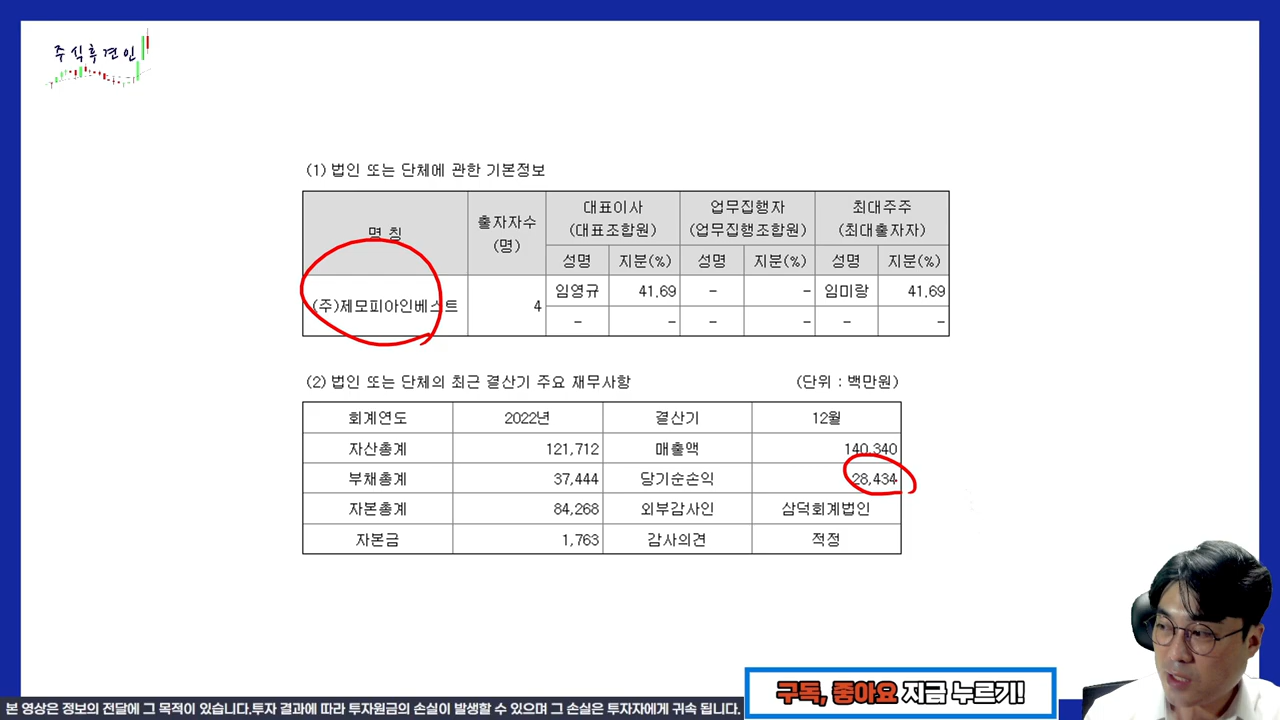 주식후견인
(1) 법인 또는 단체에 관한 기본정보
명 칭 출자자수 (명) 대표이사 (대표조합원) 업무집행자 (업무집행조합원) 최대주주 (최대출자자)
성명 지분(%) 성명 지분(%) 성명 지분(%)
(주)제모피아인베스트 4 임영규 41.69 - - 임미랑 41.69
- - - - - -
(2) 법인 또는 단체의 최근 결산기 주요 재무사항 (단위 : 백만원)
회계연도 2022년 결산기 12월
자산총계 121,712 매출액 140,340
부채총계 37,444 당기순손익 28,434
자본총계 84,268 외부감사인 삼덕회계법인
자본금 1,763 감사의견 적정
구독, 좋아요 지금 누르기!
본 영상은 정보의 전달에 그 목적이 있습니다.투자 결과에 따라 투자원금의 손실이 발생할 수 있으며 그 손실은 투자자에게 귀속 됩니다.